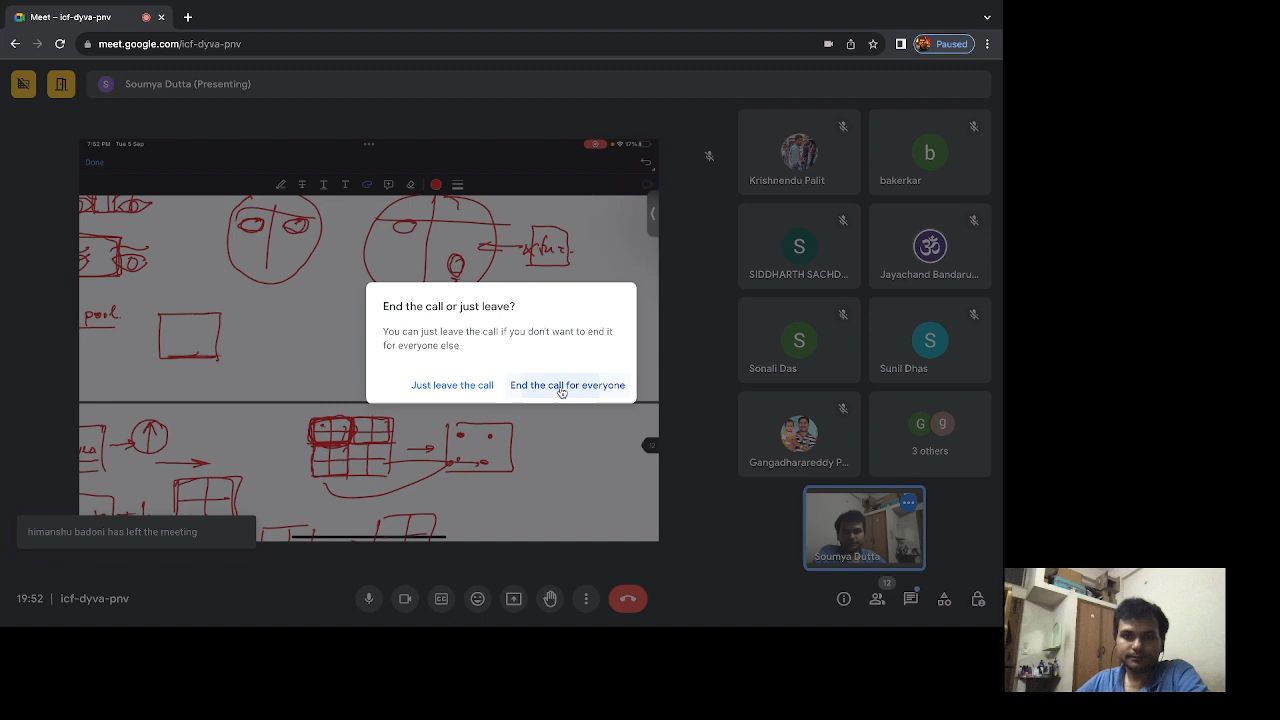 Meet – icf-dyva-pnv
meet.google.com/icf-dyva-pnv
Paused
S
Soumya Dutta (Presenting)
7:52 PM Tue 5 Sep
17%
Done
T
T
T
pool.
End the call or just leave?
You can just leave the call if you don't want to end it
for everyone else
Just leave the call
End the call for everyone
Krishnendu Palit
b
bakerkar
S
SIDDHARTH SACHD...
ॐ
Jayachand Bandaru...
S
Sonali Das
S
Sunil Dhas
Gangadharareddy P...
G
g
3 others
Soumya Dutta
himanshu badoni has left the meeting
19:52 | icf-dyva-pnv
CC
12